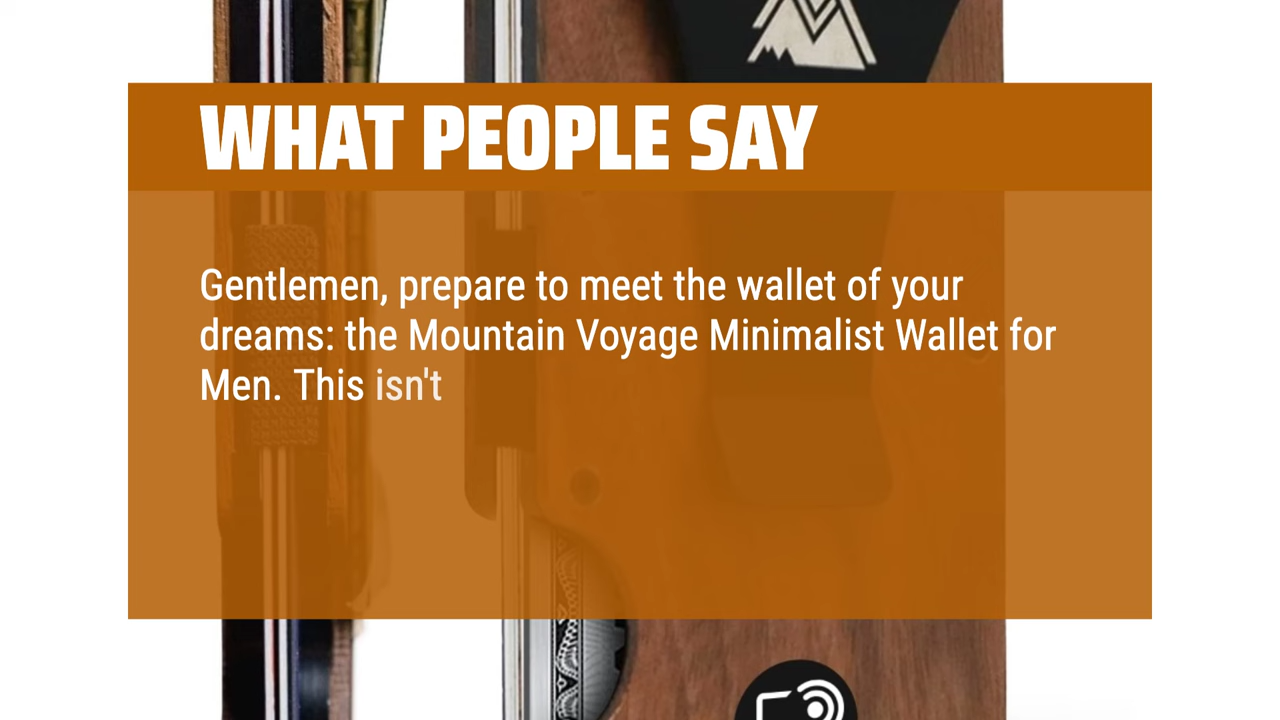 WHAT PEOPLE SAY
Gentlemen, prepare to meet the wallet of your
dreams: the Mountain Voyage Minimalist Wallet for
Men. This isn't